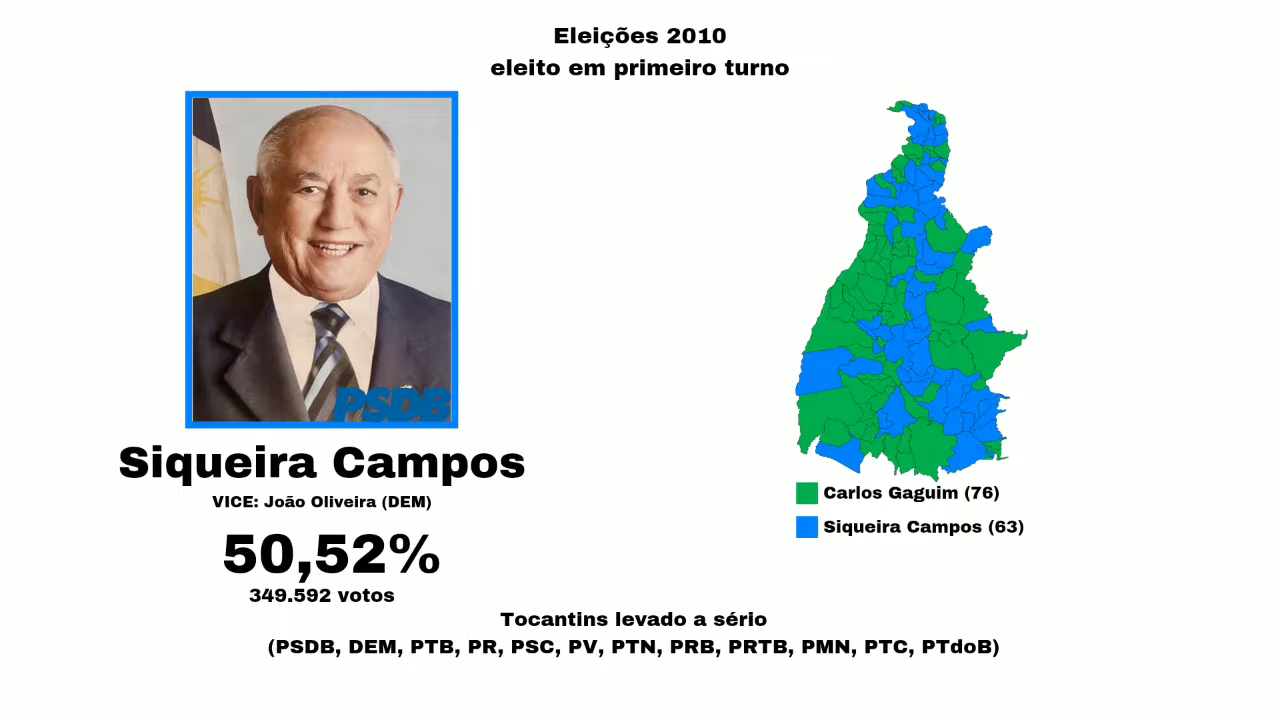 Eleições 2010
eleito em primeiro turno
PSDB
Siqueira Campos
VICE: João Oliveira (DEM)
50,52%
349.592 votos
Carlos Gaguim (76)
Siqueira Campos (63)
Tocantins levado a sério
(PSDB, DEM, PTB, PR, PSC, PV, PTN, PRB, PRTB, PMN, PTC, PTdoB)